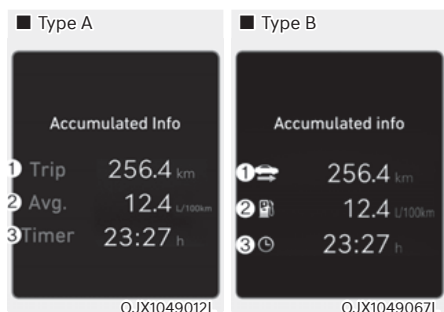 ■ Type A
Accumulated Info
1 Trip 256.4 km
2 Avg. 12.4 L/100km
3 Timer 23:27 h
OJX1049012L
■ Type B
Accumulated info
1 256.4 km
2 12.4 L/100km
3 23:27 h
OJX1049067L